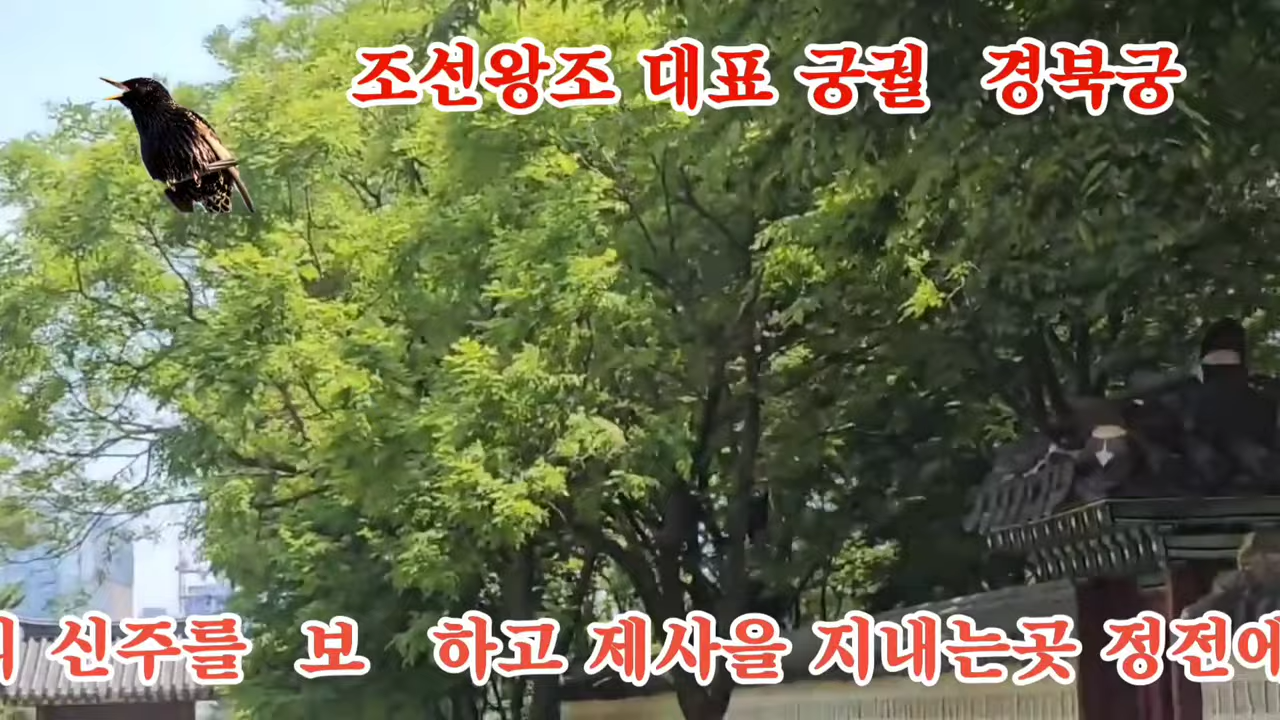 조선왕조 대표 궁궐 경북궁
신주를 보 하고 제사을 지내는곳 정전에